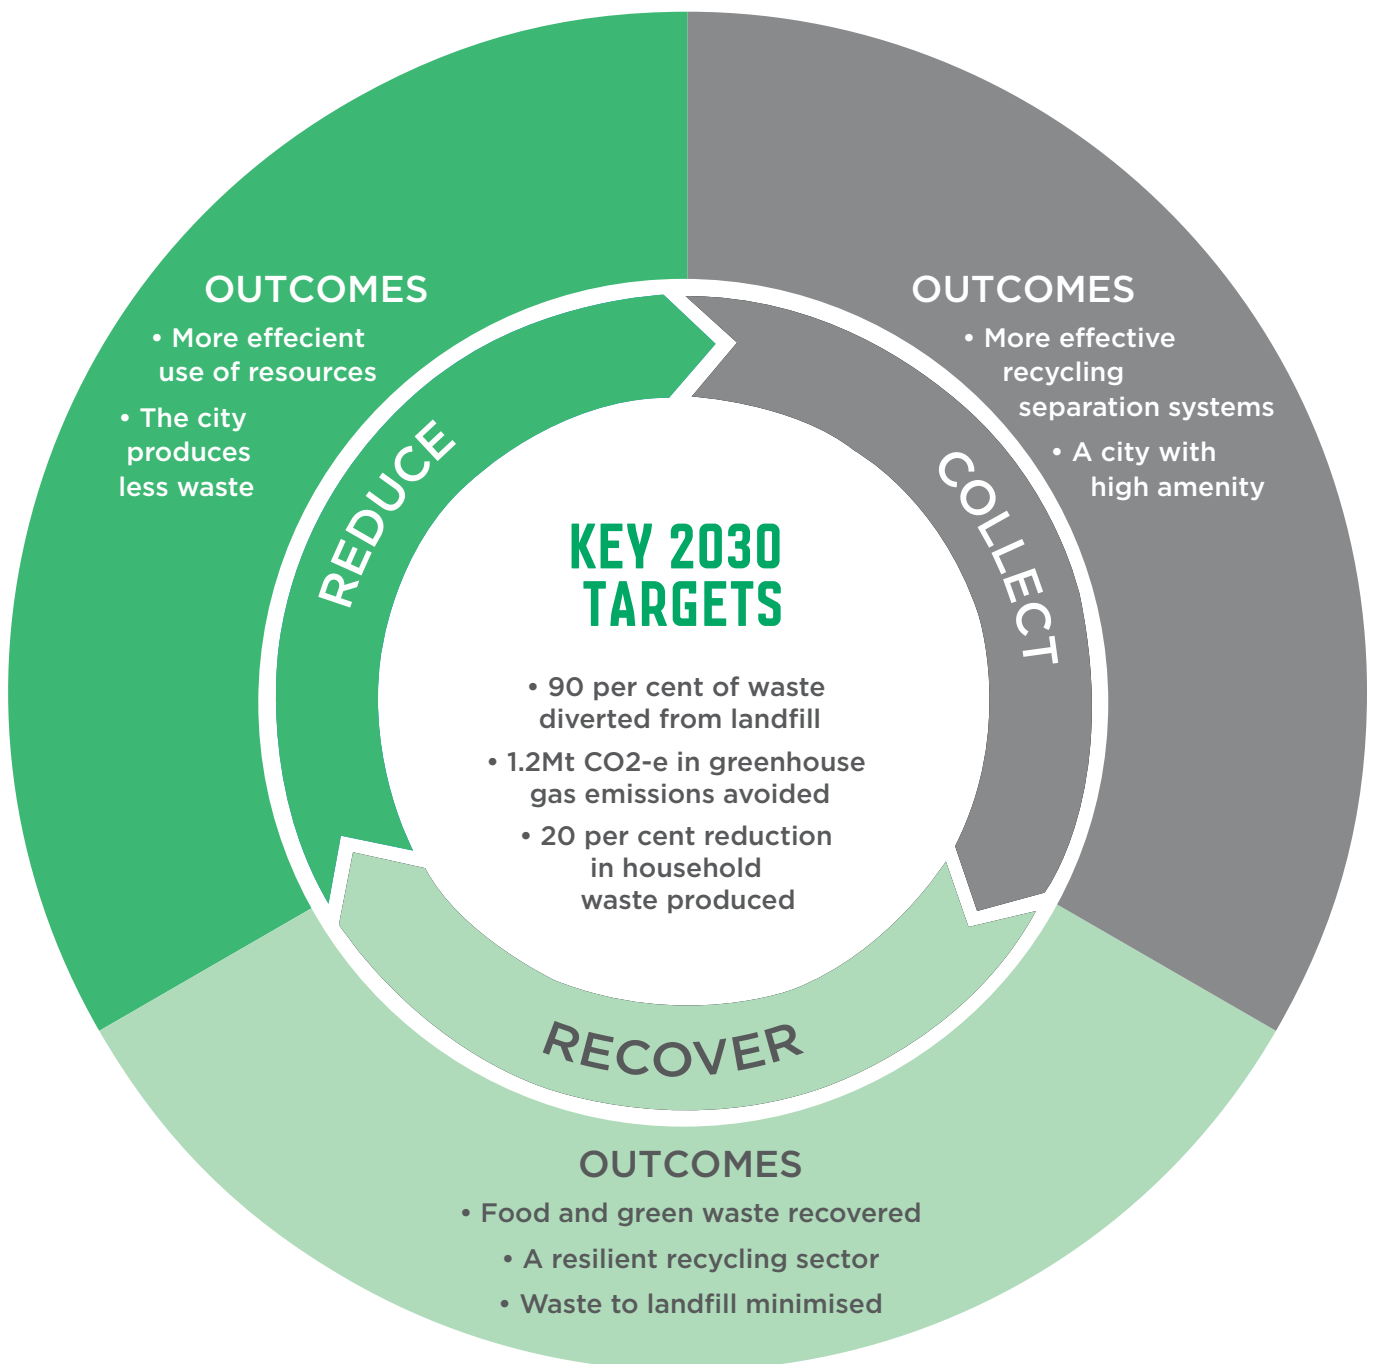 OUTCOMES
• More effecient
use of resources
• The city
produces
less waste
REDUCE
OUTCOMES
• More effective
recycling
separation systems
• A city with
high amenity
COLLECT
KEY 2030
TARGETS
• 90 per cent of waste
diverted from landfill
• 1.2Mt CO2-e in greenhouse
gas emissions avoided
• 20 per cent reduction
in household
waste produced
RECOVER
OUTCOMES
• Food and green waste recovered
• A resilient recycling sector
• Waste to landfill minimised